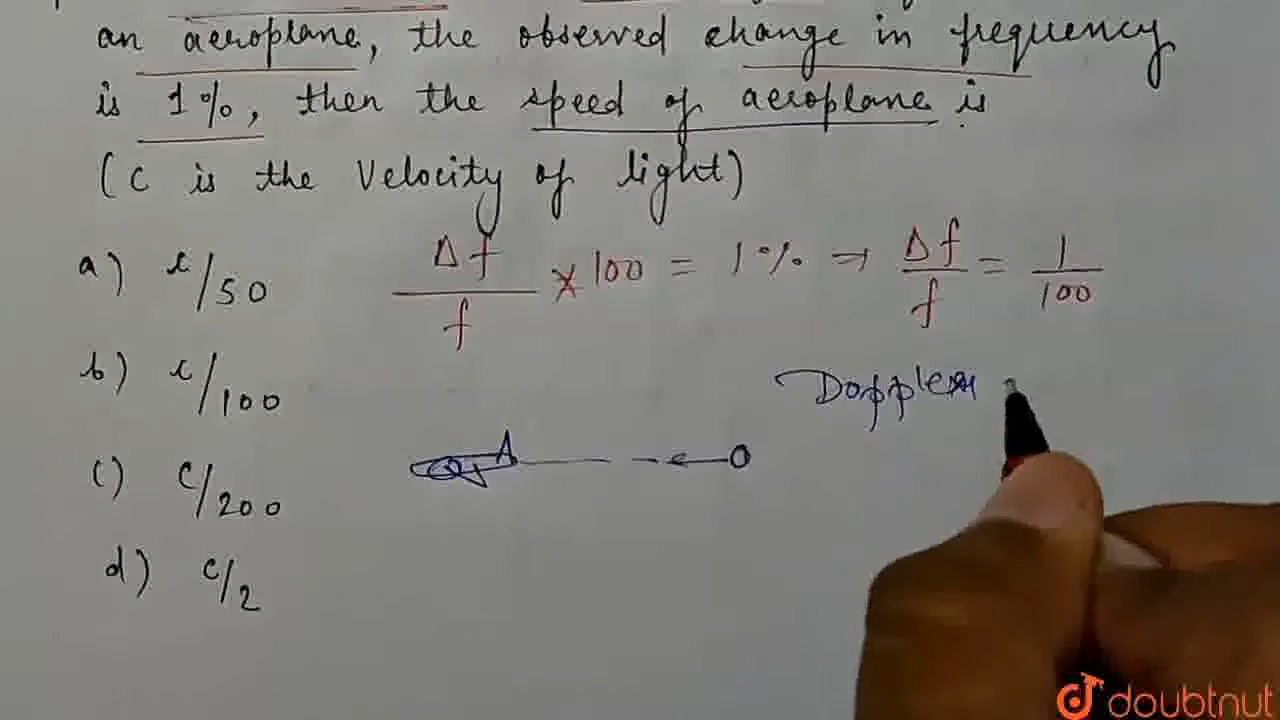 an aeroplane, the observed change in frequency
is 1%, then the speed of aeroplane is
(C is the Velocity of light)
a) c/50
Δf/f × 100 = 1% → Δf/f = 1/100
b) c/100
Doppler
A O
c) C/200
d) C/2
doubtnut